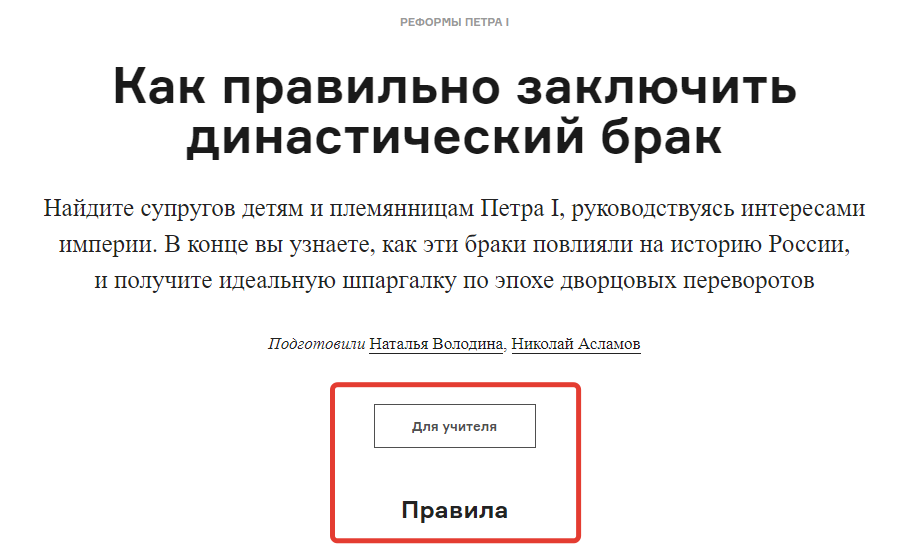 РЕФОРМЫ ПЕТРА I
Как правильно заключить
династический брак
Найдите супругов детям и племянницам Петра I, руководствуясь интересами
империи. В конце вы узнаете, как эти браки повлияли на историю России,
и получите идеальную шпаргалку по эпохе дворцовых переворотов
Подготовили Наталья Володина, Николай Асламов
Для учителя
Правила